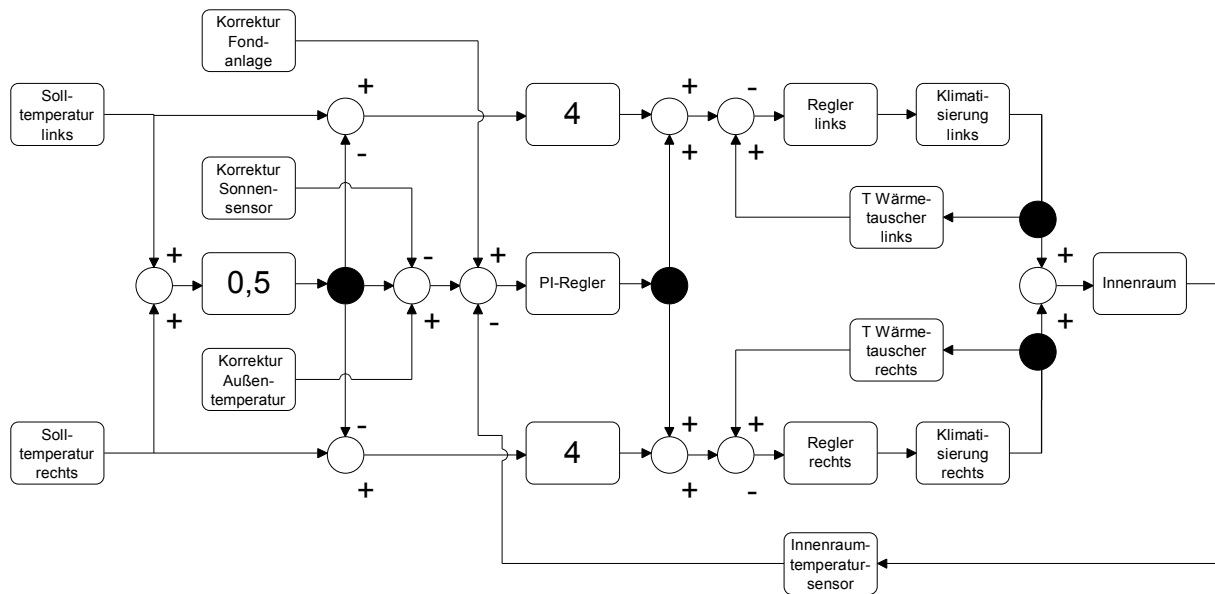 Korrektur
Fond-
anlage
Soll-
temperatur
links
+
-
4
+
+
-
+
Regler
links
Klimati-
sierung
links
Korrektur
Sonnen-
sensor
T Wärme-
tauscher
links
+
+
0,5
-
+
+
-
PI-Regler
+
+
Innenraum
Korrektur
Außen-
temperatur
T Wärme-
tauscher
rechts
Soll-
temperatur
rechts
-
+
4
+
+
+
-
Regler
rechts
Klimati-
sierung
rechts
Innenraum-
temperatur-
sensor